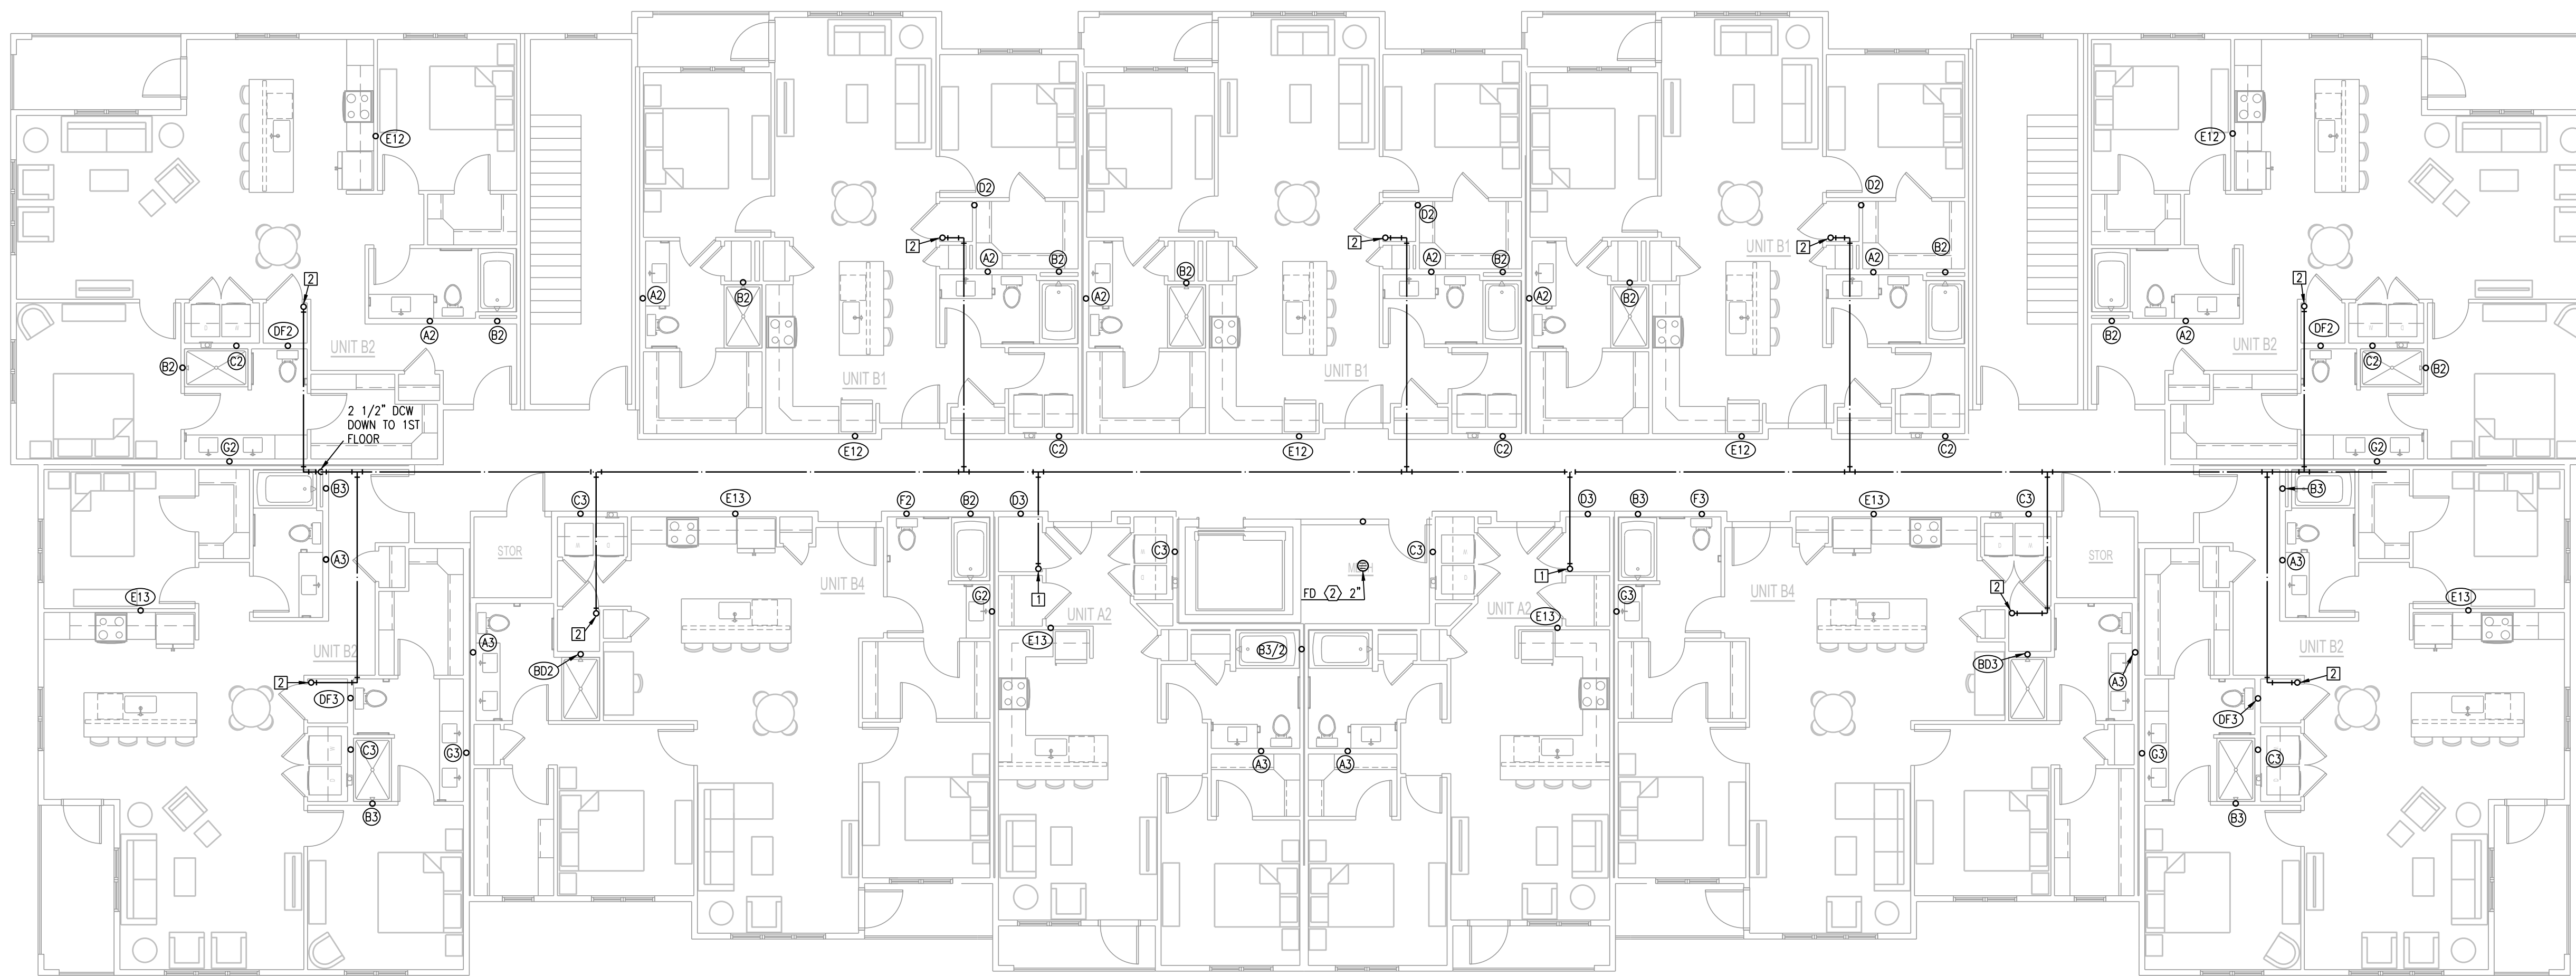 E12
E12
D2
D2
D2
2
2
2
UNIT B1
B2
B2
B2
A2
B2
A2
B2
A2
B2
A2
A2
A2
B2
B2
B2
2
2
DF2
A2
B2
B2
A2
DF2
UNIT B2
UNIT B2
C2
C2
B2
B2
UNIT B1
UNIT B1
2 1/2" DCW
DOWN TO 1ST
FLOOR
G2
E12
C2
E12
C2
E12
C2
G2
B3
C3
E13
F2
B2
D3
D3
B3
F3
E13
C3
B3
STOR
C3
C3
STOR
A3
A3
UNIT B4
UNIT B4
MECH
FD 2 2"
1
1
2
E13
G2
UNIT A2
UNIT A2
G3
E13
2
A3
E13
E13
B3/2
UNIT B2
UNIT B2
BD2
BD3
A3
2
2
DF3
DF3
C3
G3
A3
A3
G3
C3
B3
B3